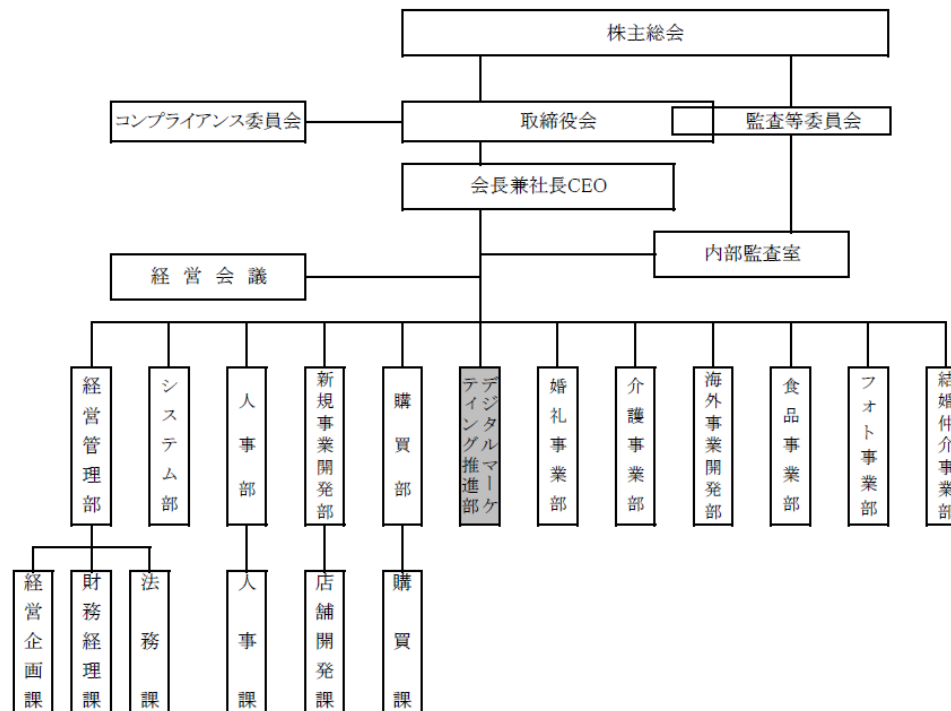 株主総会
コンプライアンス委員会
取締役会
監査等委員会
会長兼社長CEO
内部監査室
経 営 会 議
経営管理部
システム部
人事部
新規事業開発部
購買部
デジタルマーケ
ティング推進部
婚礼事業部
介護事業部
海外事業開発部
食品事業部
フォト事業部
結婚仲介事業部
経営企画課
財務経理課
法務課
人事課
店舗開発課
購買課